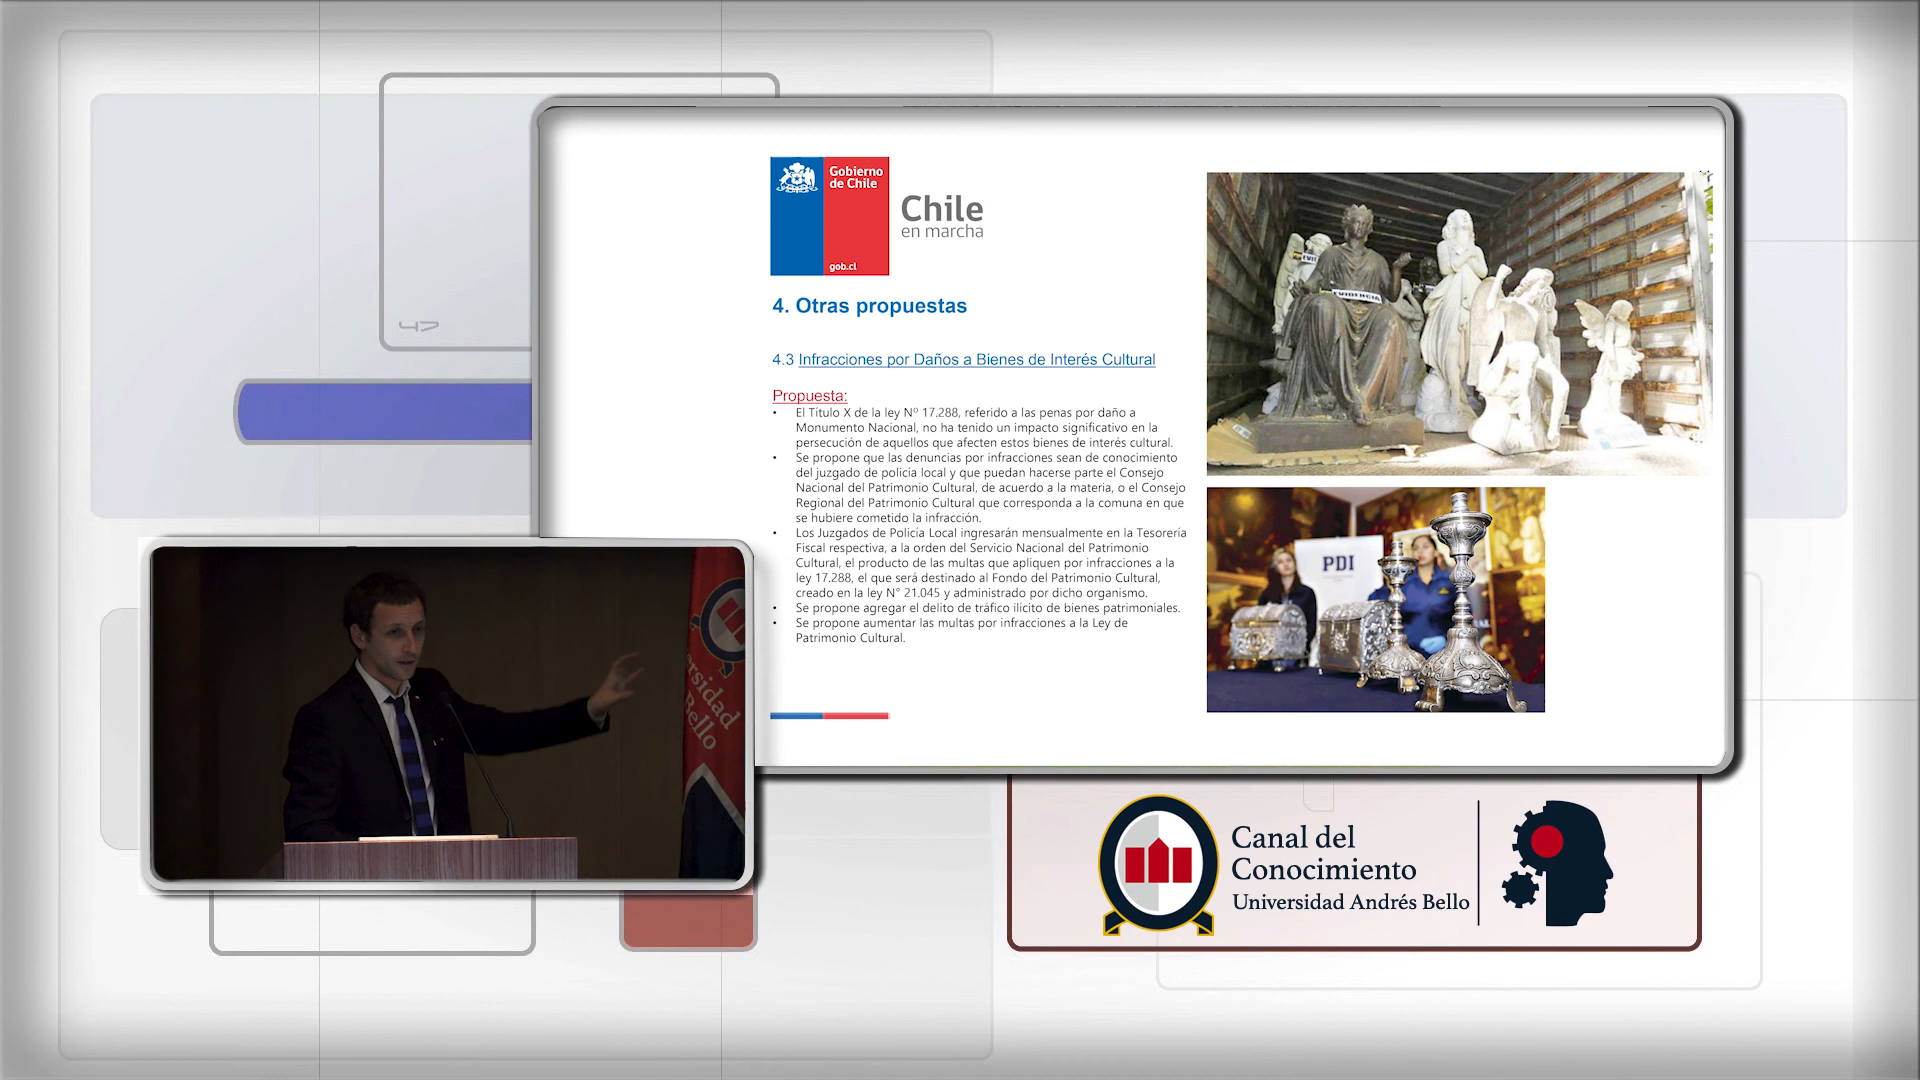 Gobierno
de Chile
gob.cl
Chile
en marcha
4. Otras propuestas
4.3 Infracciones por Daños a Bienes de Interés Cultural
Propuesta:
• El Título X de la ley Nº 17.288, referido a las penas por daño a
Monumento Nacional, no ha tenido un impacto significativo en la
persecución de aquellos que afecten estos bienes de interés cultural.
• Se propone que las denuncias por infracciones sean de conocimiento
del juzgado de policía local y que puedan hacerse parte el Consejo
Nacional del Patrimonio Cultural, de acuerdo a la materia, o el Consejo
Regional del Patrimonio Cultural que corresponda a la comuna en que
se hubiere cometido la infracción.
• Los Juzgados de Policía Local ingresarán mensualmente en la Tesorería
Fiscal respectiva, a la orden del Servicio Nacional del Patrimonio
Cultural, el producto de las multas que apliquen por infracciones a la
ley 17.288, el que será destinado al Fondo del Patrimonio Cultural,
creado en la ley N° 21.045 y administrado por dicho organismo.
• Se propone agregar el delito de tráfico ilícito de bienes patrimoniales.
• Se propone aumentar las multas por infracciones a la Ley de
Patrimonio Cultural.
EVIDENCIA
PDI
47
ersidad
Bello
Canal del
Conocimiento
Universidad Andrés Bello